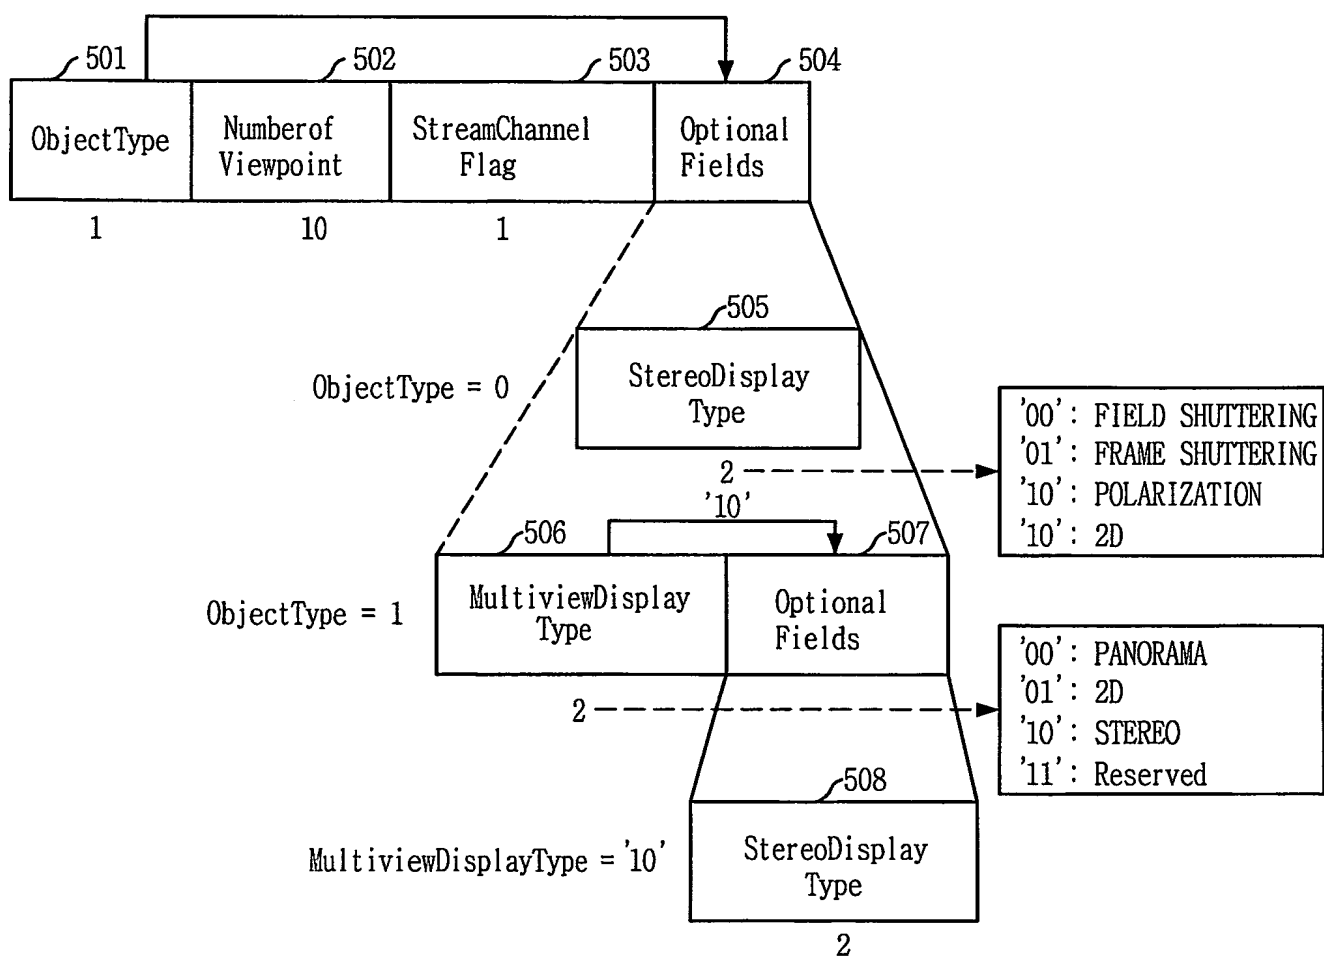 501
502
503
504
ObjectType
Numberof
Viewpoint
StreamChannel
Flag
Optional
Fields
1
10
1
505
ObjectType = 0
StereoDisplay
Type
2
'00': FIELD SHUTTERING
'01': FRAME SHUTTERING
'10': POLARIZATION
'10': 2D
'10'
506
507
ObjectType = 1
MultiviewDisplay
Type
Optional
Fields
2
'00': PANORAMA
'01': 2D
'10': STEREO
'11': Reserved
508
MultiviewDisplayType = '10'
StereoDisplay
Type
2